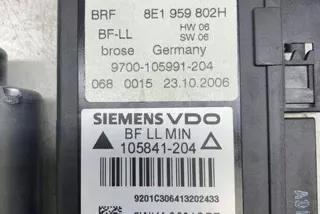 BRF 8E1 959 802H
BF-LL HW 06
SW 06
brose Germany
9700-105991-204
068 0015 23.10.2006
SIEMENS VDO
BF LL MIN
105841-204
9201C306413202433